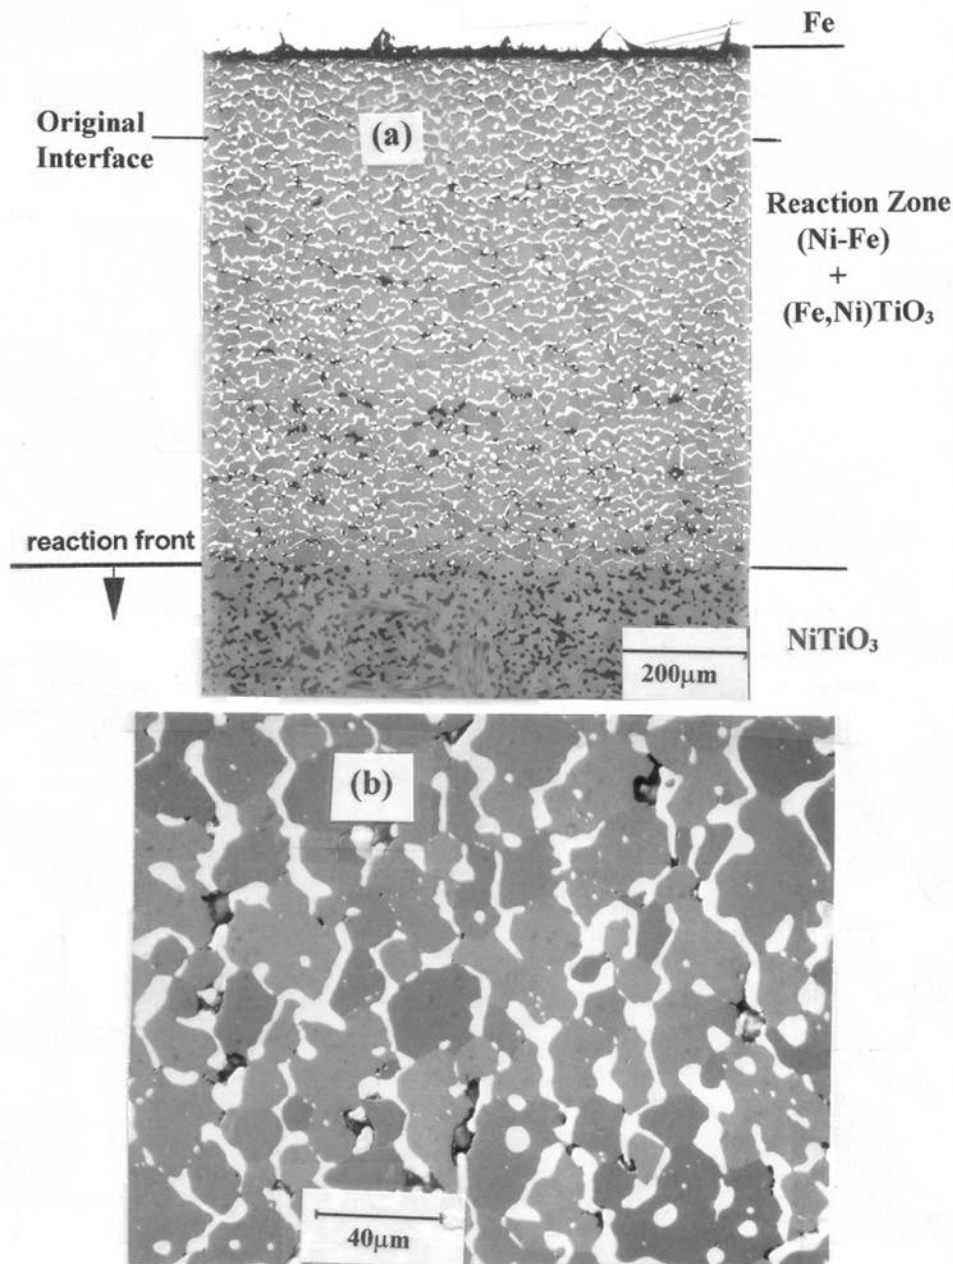 Fe
Original
Interface
(a)
Reaction Zone
(Ni-Fe)
+
(Fe,Ni)TiO₃
reaction front
NiTiO₃
200μm
(b)
40μm